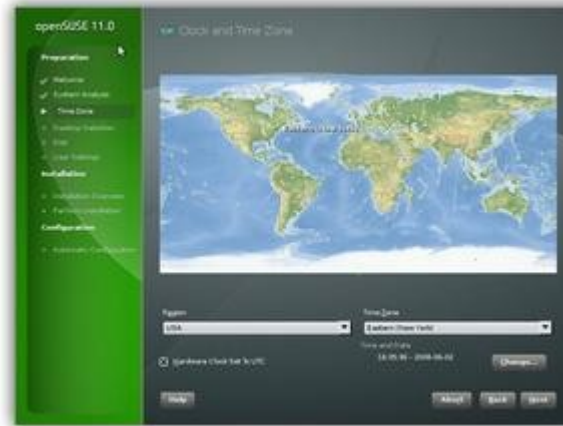 openSUSE 11.0
Clock and Time Zone
Preparation
Welcome
System Analysis
Time Zone
Desktop Selection
Disk
User Settings
Installation
Installation Overview
Perform Installation
Configuration
Automatic Configuration
Region
USA
Time Zone
Eastern (New York)
Time and Date
Hardware Clock Set To UTC
Change...
Help
About
Back
Next